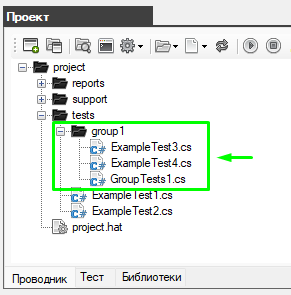 Проект
project
reports
support
tests
group1
ExampleTest3.cs
ExampleTest4.cs
GroupTests1.cs
ExampleTest1.cs
ExampleTest2.cs
project.hat
Проводник Тест Библиотеки